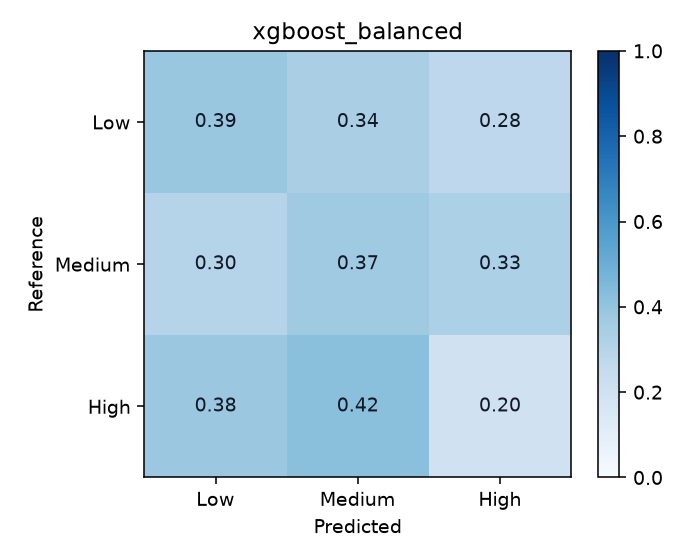 xgboost_balanced
1.0
Low 0.39 0.34 0.28
0.8
0.6
Reference
Medium 0.30 0.37 0.33
0.4
High 0.38 0.42 0.20
0.2
0.0
Low Medium High
Predicted